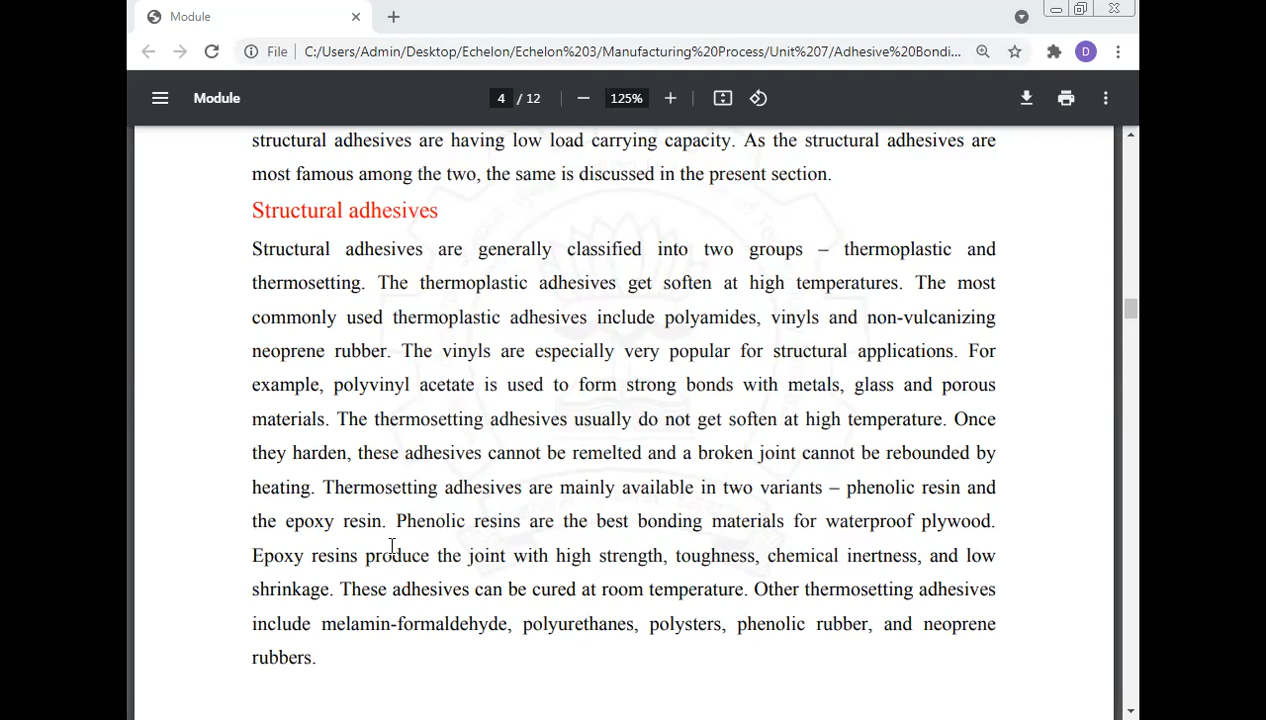 Module
File
C:/Users/Admin/Desktop/Echelon/Echelon%203/Manufacturing%20Process/Unit%207/Adhesive%20Bondi...
D
Module
4 / 12
125%
structural adhesives are having low load carrying capacity. As the structural adhesives are
most famous among the two, the same is discussed in the present section.
Structural adhesives
Structural adhesives are generally classified into two groups – thermoplastic and
thermosetting. The thermoplastic adhesives get soften at high temperatures. The most
commonly used thermoplastic adhesives include polyamides, vinyls and non-vulcanizing
neoprene rubber. The vinyls are especially very popular for structural applications. For
example, polyvinyl acetate is used to form strong bonds with metals, glass and porous
materials. The thermosetting adhesives usually do not get soften at high temperature. Once
they harden, these adhesives cannot be remelted and a broken joint cannot be rebounded by
heating. Thermosetting adhesives are mainly available in two variants – phenolic resin and
the epoxy resin. Phenolic resins are the best bonding materials for waterproof plywood.
Epoxy resins produce the joint with high strength, toughness, chemical inertness, and low
shrinkage. These adhesives can be cured at room temperature. Other thermosetting adhesives
include melamin-formaldehyde, polyurethanes, polysters, phenolic rubber, and neoprene
rubbers.